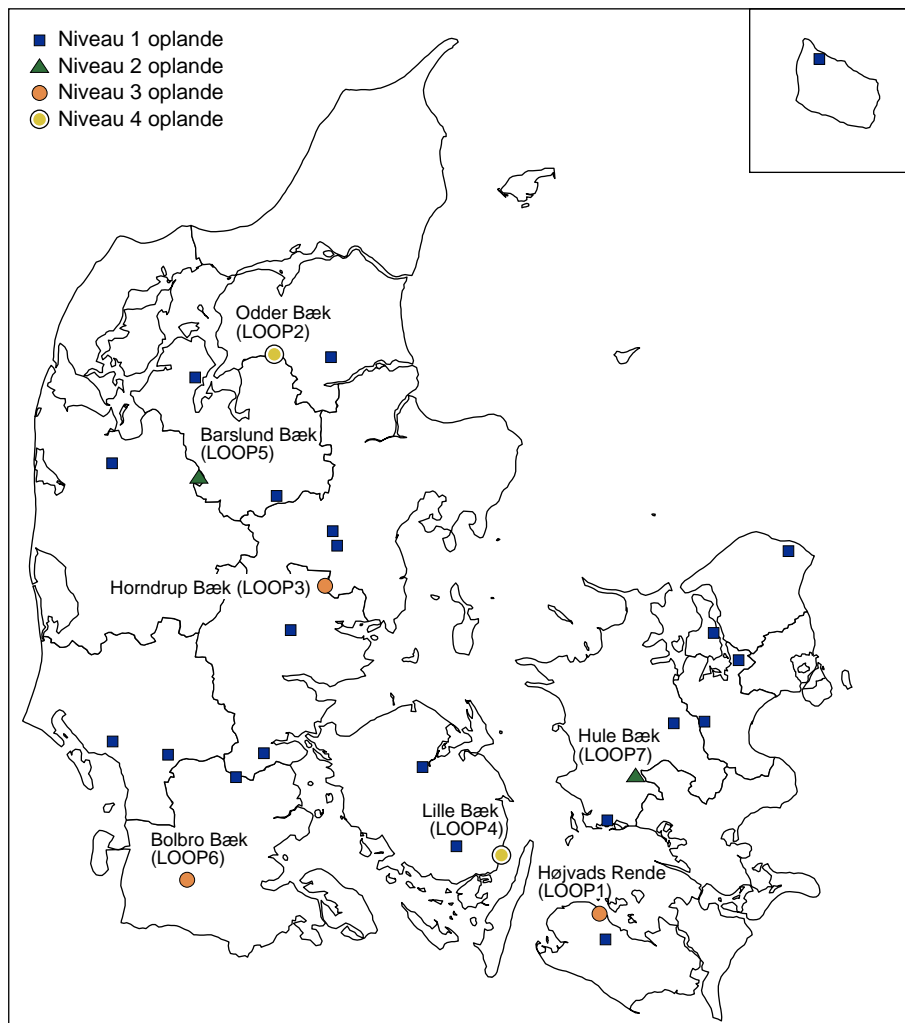 Niveau 1 oplande
Niveau 2 oplande
Niveau 3 oplande
Niveau 4 oplande
Odder Bæk
(LOOP2)
Barslund Bæk
(LOOP5)
Horndrup Bæk (LOOP3)
Hule Bæk
(LOOP7)
Lille Bæk
(LOOP4)
Bolbro Bæk
(LOOP6)
Højvads Rende
(LOOP1)